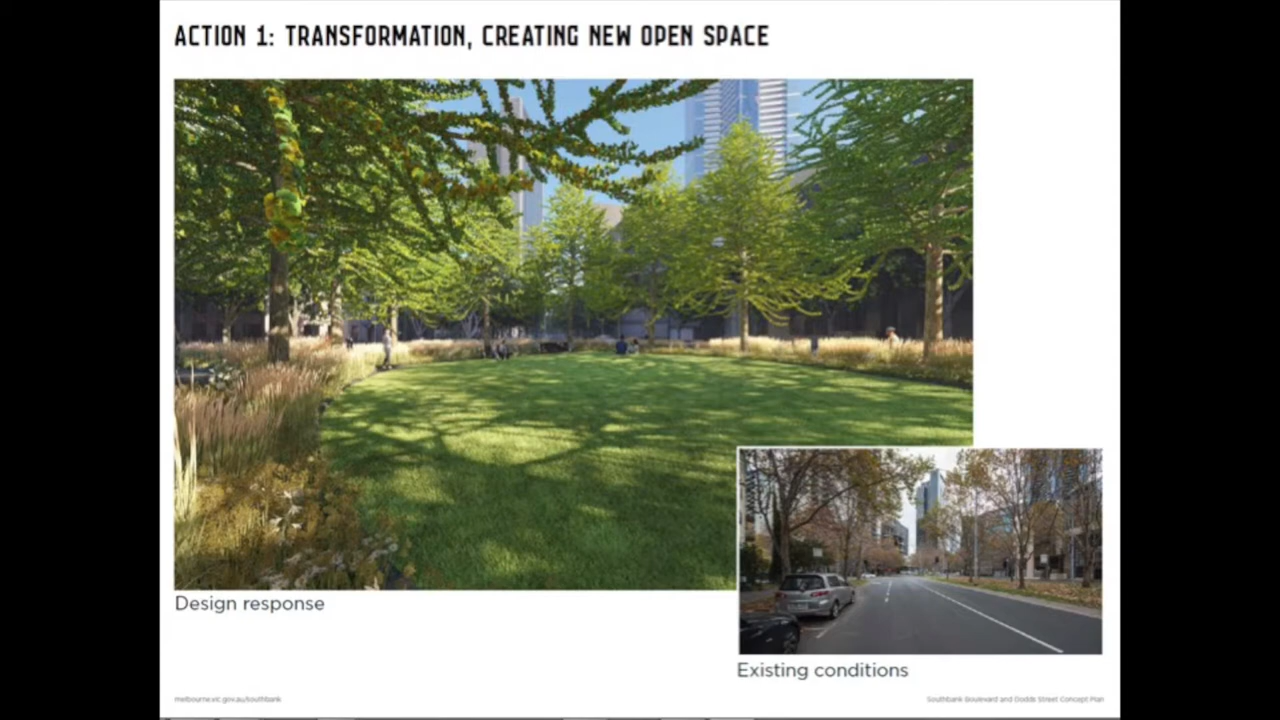 ACTION 1: TRANSFORMATION, CREATING NEW OPEN SPACE
Design response
Existing conditions
melbourne.vic.gov.au/southbank
Southbank Boulevard and Dodds Street Concept Plan